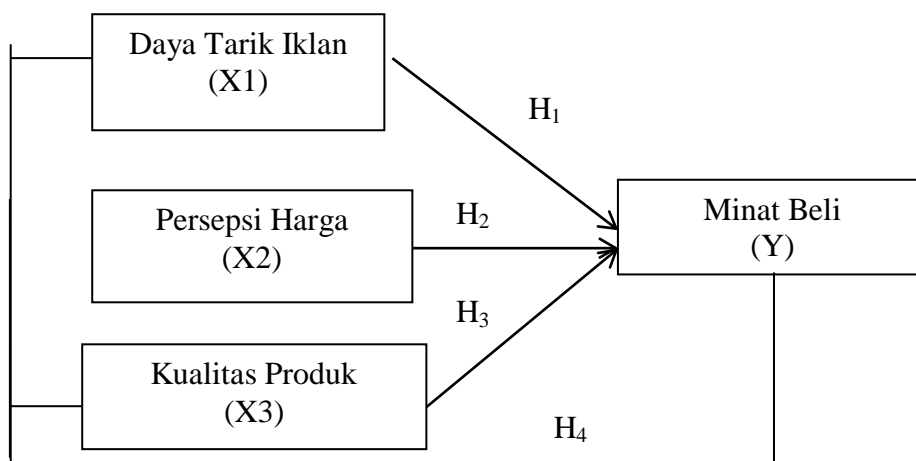 Daya Tarik Iklan
(X1)
H₁
Persepsi Harga
(X2)
H₂
Minat Beli
(Y)
H₃
Kualitas Produk
(X3)
H₄